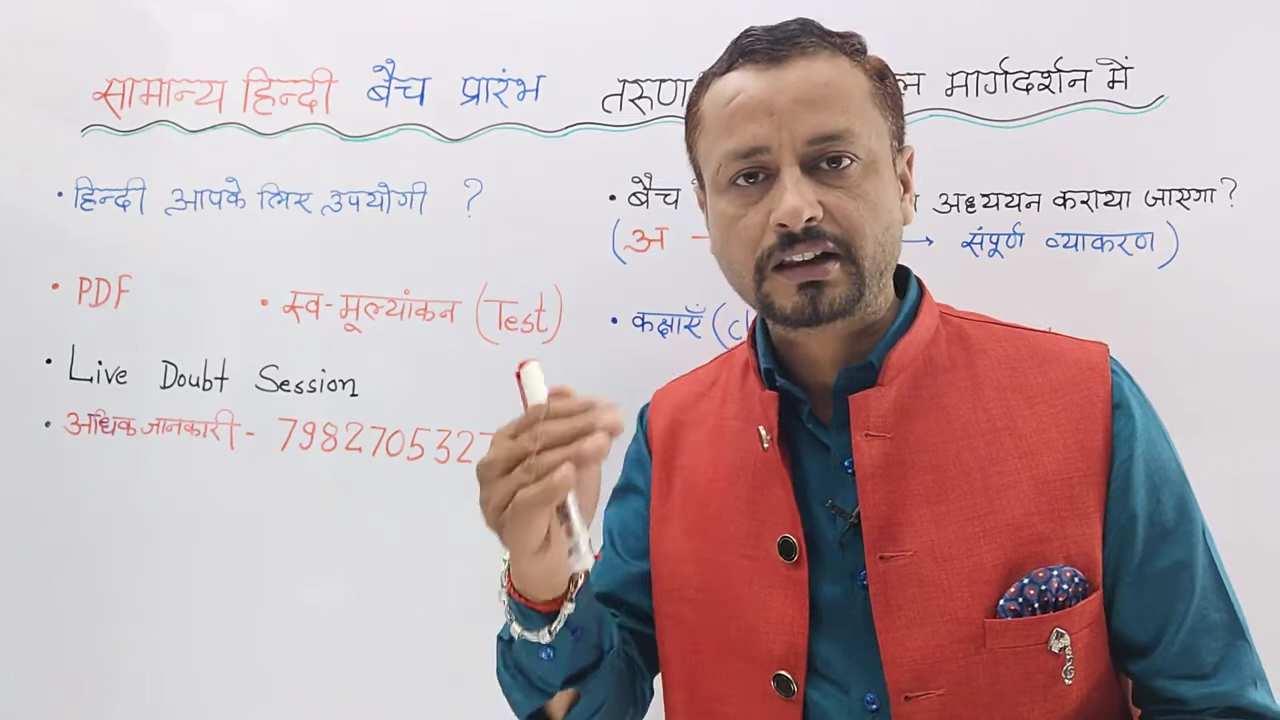 सामान्य हिन्दी बैच प्रारंभ तरुण मार्गदर्शन में
• हिन्दी आपके लिए उपयोगी ?
• बैच अध्ययन कराया जाएगा?
(अ → संपूर्ण व्याकरण)
• PDF • स्व-मूल्यांकन (Test)
• कक्षाएँ (cl
• Live Doubt Session
• अधिक जानकारी - 798270532